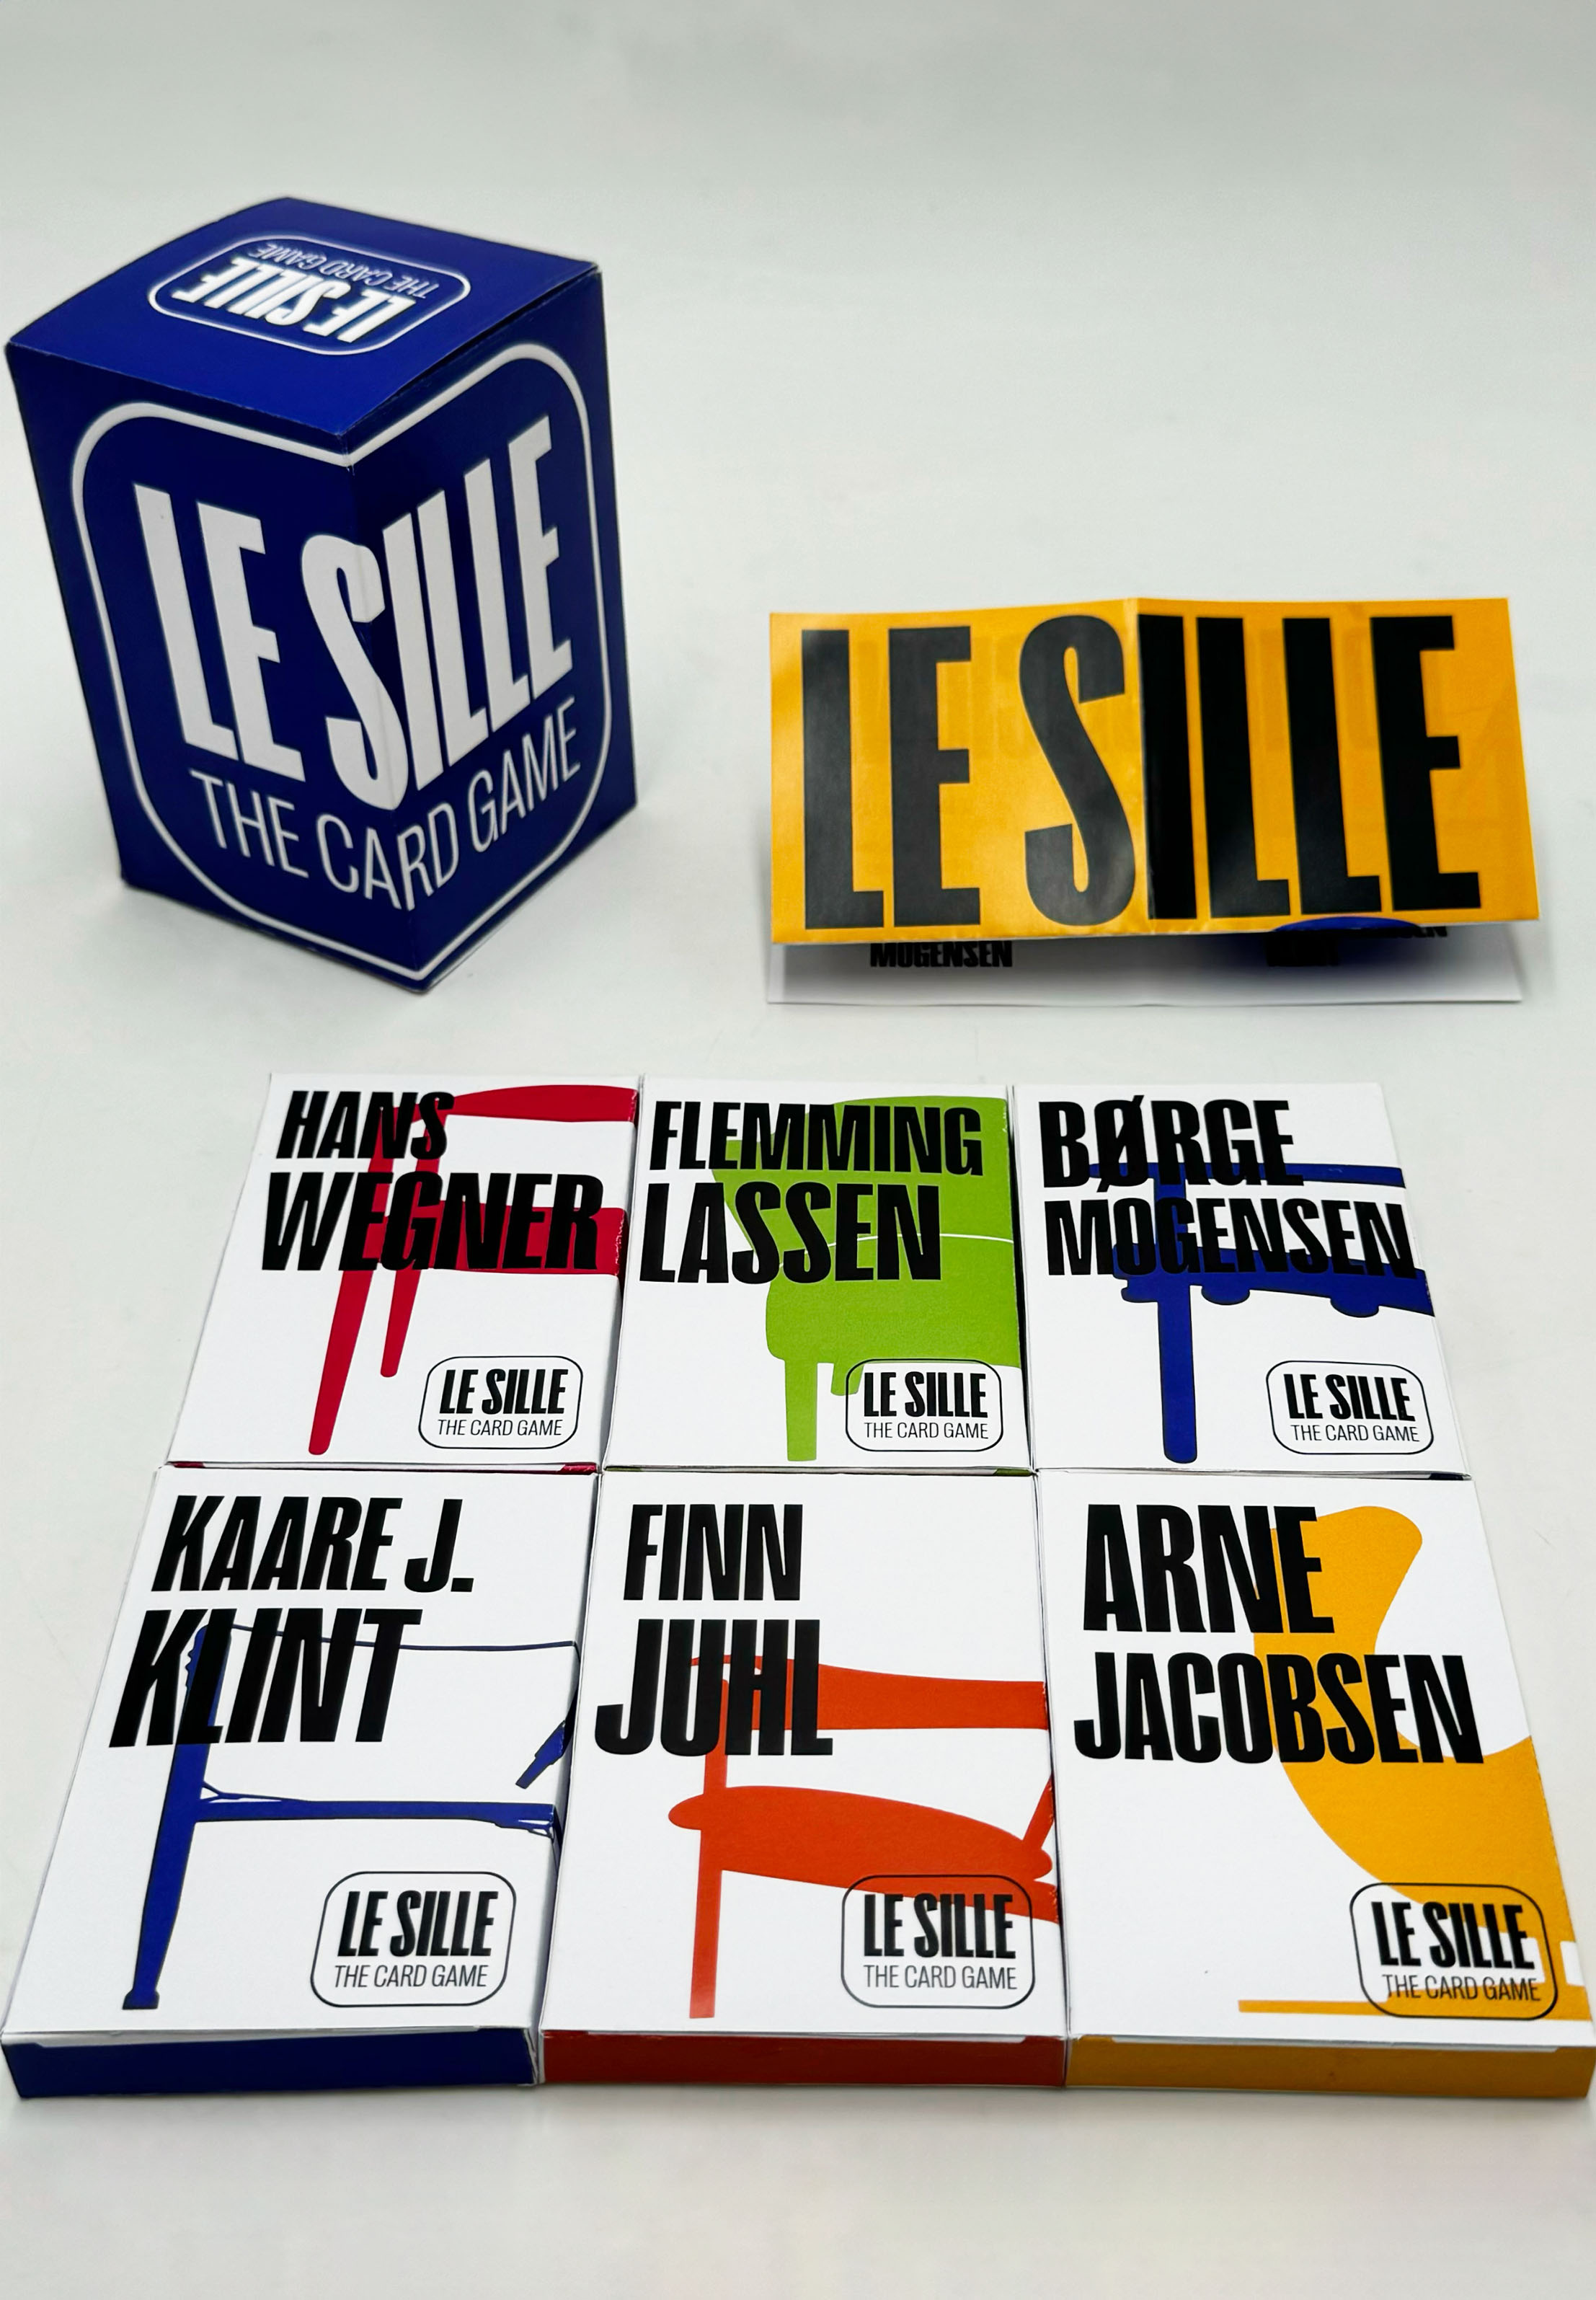 LE SILLE
THE CARD GAME
LE SILLE
THE CARD GAME
LE SILLE
MOGENSEN
HANS
WEGNER
LE SILLE
THE CARD GAME
FLEMMING
LASSEN
LE SILLE
THE CARD GAME
BØRGE
MOGENSEN
LE SILLE
THE CARD GAME
KAARE J.
KLINT
LE SILLE
THE CARD GAME
FINN
JUHL
LE SILLE
THE CARD GAME
ARNE
JACOBSEN
LE SILLE
THE CARD GAME